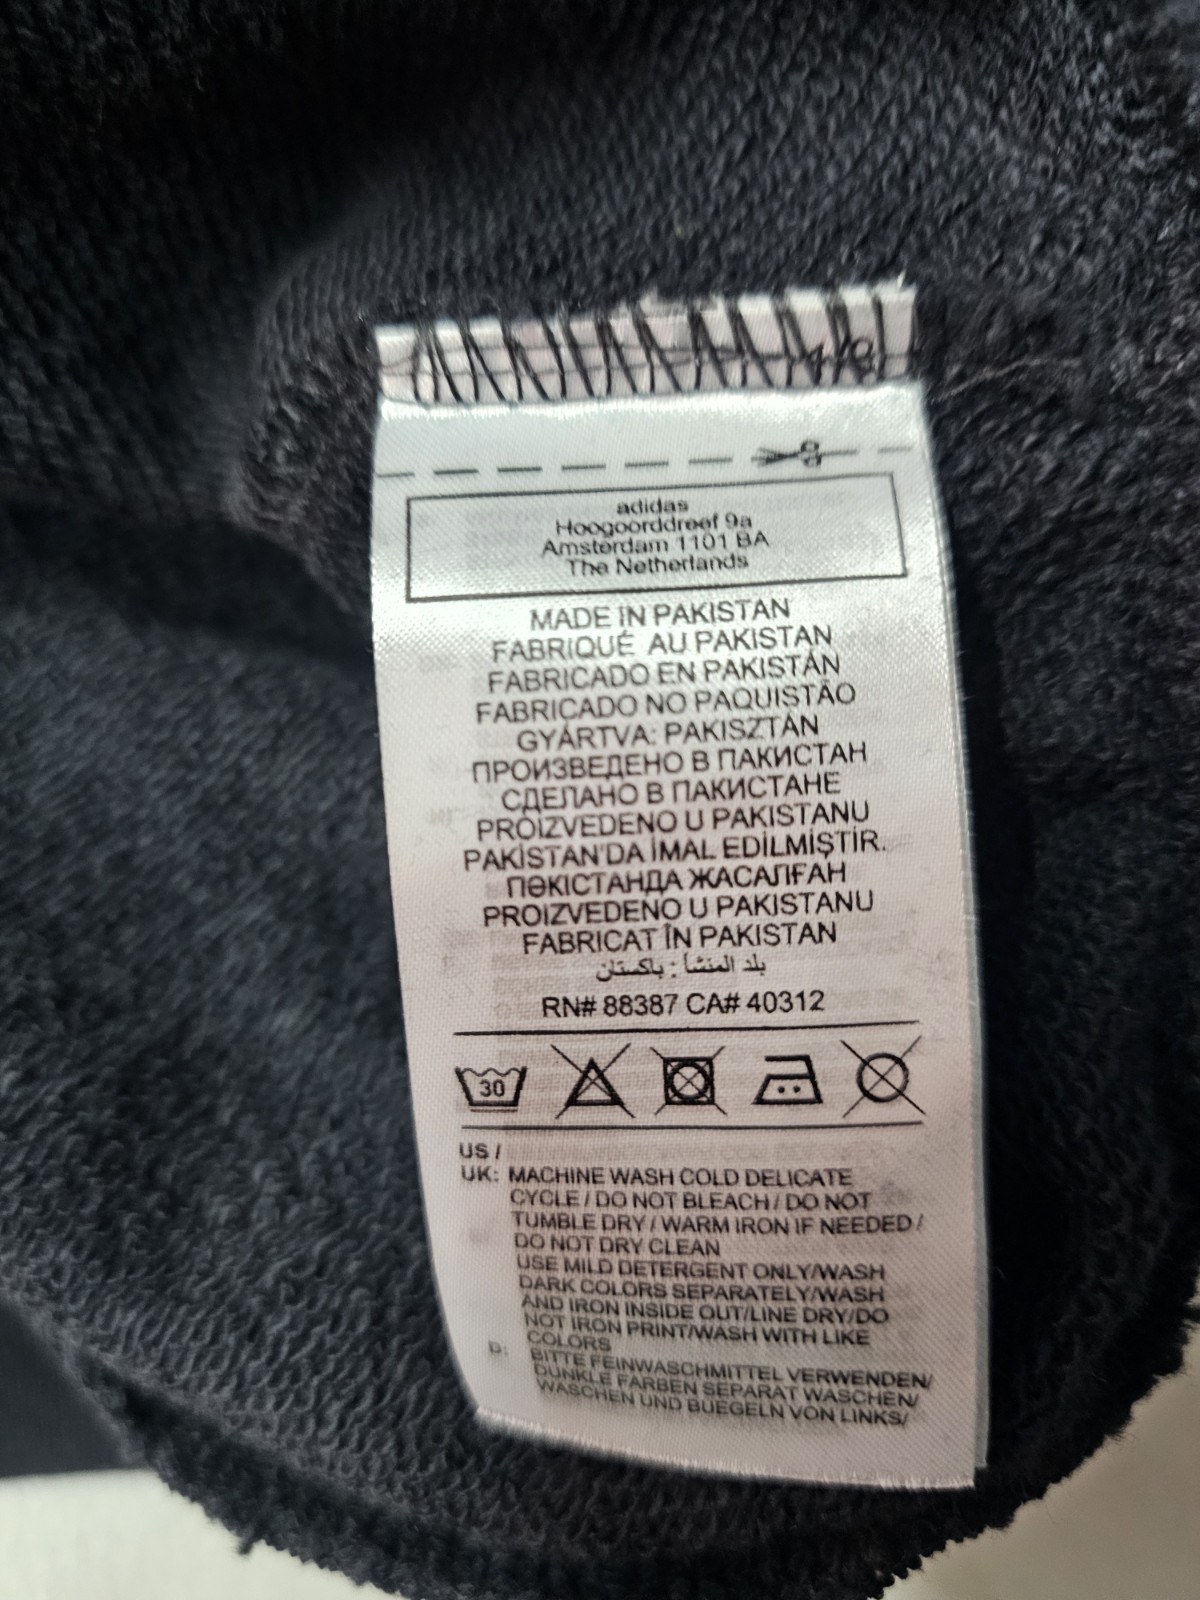 adidas
Hoogoorddreef 9a
Amsterdam 1101 BA
The Netherlands
MADE IN PAKISTAN
FABRIQUÉ AU PAKISTAN
FABRICADO EN PAKISTÁN
FABRICADO NO PAQUISTÃO
GYÁRTVA: PAKISZTÁN
ПРОИЗВЕДЕНО В ПАКИСТАН
СДЕЛАНО В ПАКИСТАНЕ
PROIZVEDENO U PAKISTANU
PAKİSTAN'DA İMAL EDİLMİŞTİR.
ПӘКІСТАНДА ЖАСАЛҒАН
PROIZVEDENO U PAKISTANU
FABRICAT ÎN PAKISTAN
بلد المنشأ : باكستان
RN# 88387 CA# 40312
30
US /
UK: MACHINE WASH COLD DELICATE
CYCLE / DO NOT BLEACH / DO NOT
TUMBLE DRY / WARM IRON IF NEEDED /
DO NOT DRY CLEAN
USE MILD DETERGENT ONLY/WASH
DARK COLORS SEPARATELY/WASH
AND IRON INSIDE OUT/LINE DRY/DO
NOT IRON PRINT/WASH WITH LIKE
COLORS
D: BITTE FEINWASCHMITTEL VERWENDEN/
DUNKLE FARBEN SEPARAT WASCHEN/
WASCHEN UND BUEGELN VON LINKS/